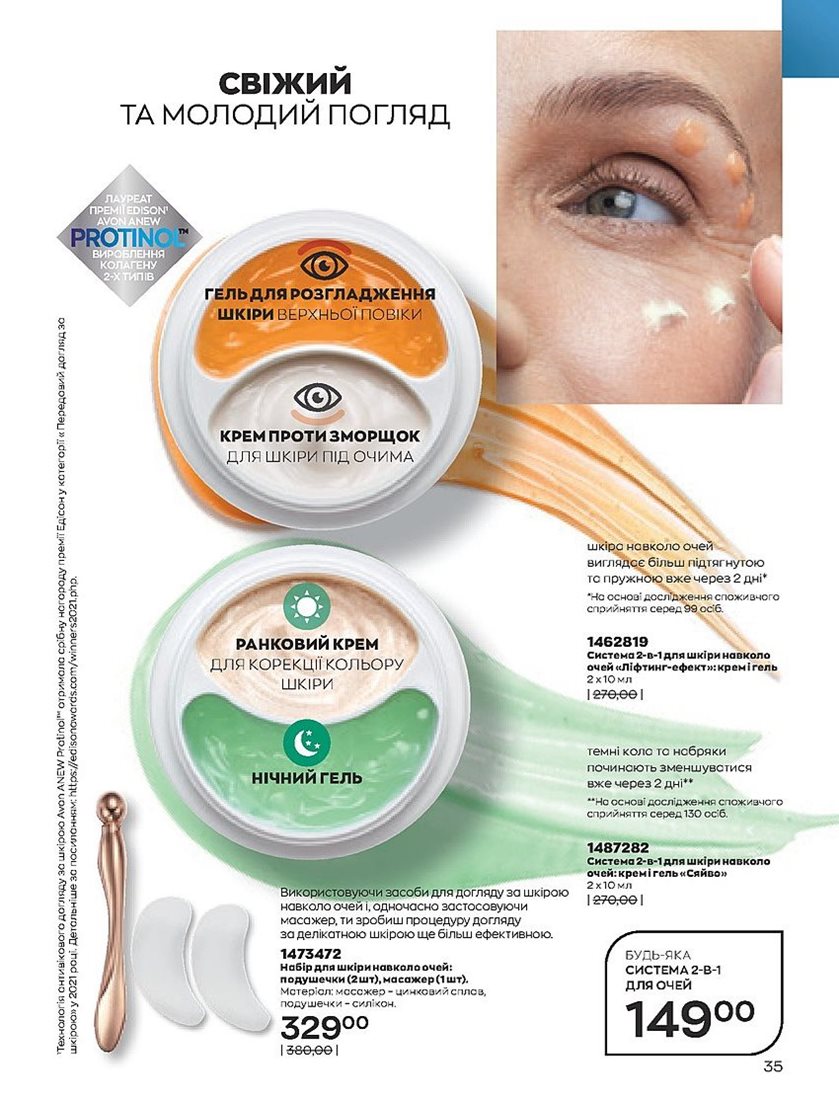 СВІЖИЙ
ТА МОЛОДИЙ ПОГЛЯД
ЛАУРЕАТ
ПРЕМІЇ EDISON¹
AVON ANEW
PROTINOL™
ВИРОБЛЕННЯ
КОЛАГЕНУ
2-Х ТИПІВ
ГЕЛЬ ДЛЯ РОЗГЛАДЖЕННЯ
ШКІРИ ВЕРХНЬОЇ ПОВІКИ
КРЕМ ПРОТИ ЗМОРЩОК
ДЛЯ ШКІРИ ПІД ОЧИМА
шкіра навколо очей
виглядає більш підтягнутою
та пружною вже через 2 дні*
*На основі дослідження споживчого
сприйняття серед 99 осіб.
1462819
Система 2-в-1 для шкіри навколо
очей «Ліфтинг-ефект»: крем і гель
2 x 10 мл
| 270,00 |
РАНКОВИЙ КРЕМ
ДЛЯ КОРЕКЦІЇ КОЛЬОРУ
ШКІРИ
НІЧНИЙ ГЕЛЬ
темні кола та набряки
починають зменшуватися
вже через 2 дні**
**На основі дослідження споживчого
сприйняття серед 130 осіб.
1487282
Система 2-в-1 для шкіри навколо
очей: крем і гель «Сяйво»
2 x 10 мл
| 270,00 |
Використовуючи засоби для догляду за шкірою
навколо очей і, одночасно застосовуючи
масажер, ти зробиш процедуру догляду
за делікатною шкірою ще більш ефективною.
1473472
Набір для шкіри навколо очей:
подушечки (2 шт), масажер (1 шт).
Матеріал: масажер – цинковий сплав,
подушечки – силікон.
329⁰⁰
| 380,00 |
БУДЬ-ЯКА
СИСТЕМА 2-В-1
ДЛЯ ОЧЕЙ
149⁰⁰
¹Технологія антивікового догляду за шкірою Avon ANEW Protinol™ отримала срібну нагороду премії Едісон у категорії «Передовий догляд за
шкірою» у 2021 році. Детальніше за посиланням: https://edisonawards.com/winners2021.php.
35